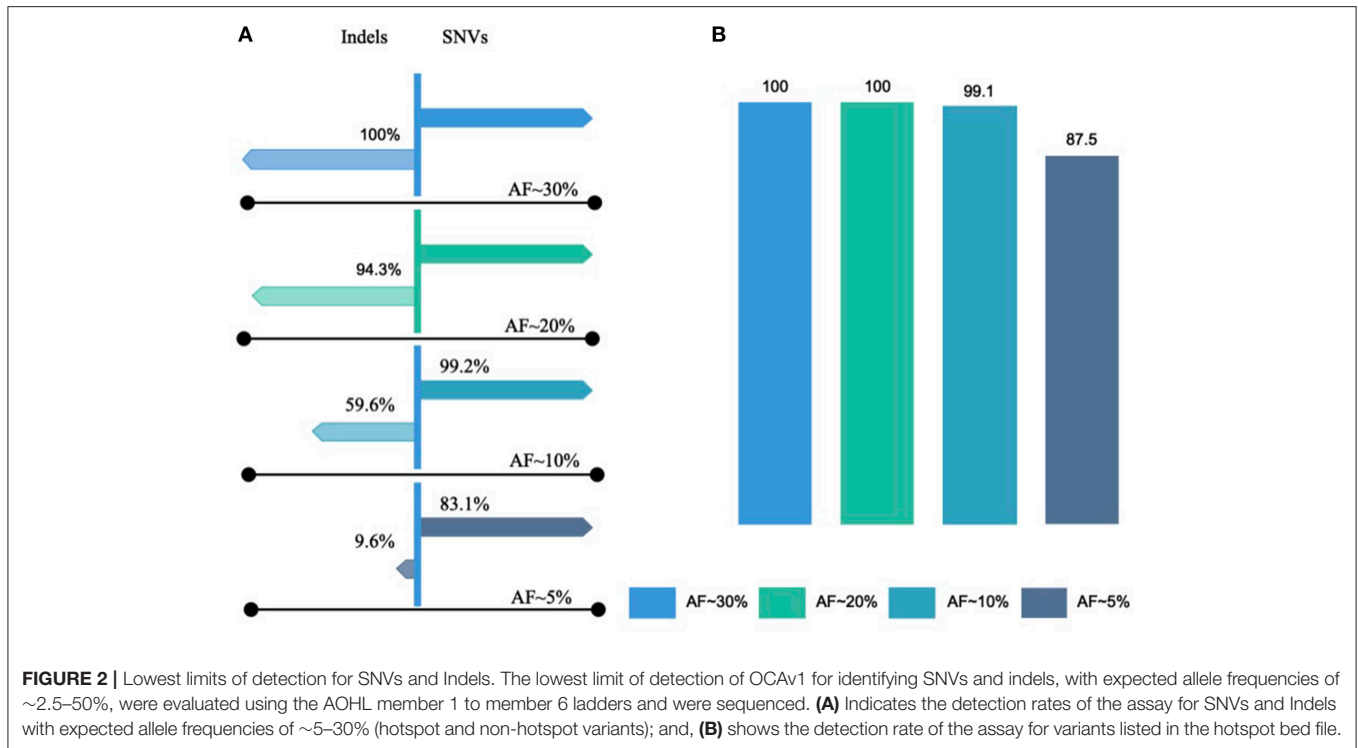 A
Indels SNVs
100%
AF~30%
94.3%
AF~20%
99.2%
59.6%
AF~10%
83.1%
9.6%
AF~5%
B
100 100 99.1 87.5
AF~30% AF~20% AF~10% AF~5%
FIGURE 2 | Lowest limits of detection for SNVs and Indels. The lowest limit of detection of OCAv1 for identifying SNVs and indels, with expected allele frequencies of
~2.5–50%, were evaluated using the AOHL member 1 to member 6 ladders and were sequenced. (A) Indicates the detection rates of the assay for SNVs and Indels
with expected allele frequencies of ~5–30% (hotspot and non-hotspot variants); and, (B) shows the detection rate of the assay for variants listed in the hotspot bed file.